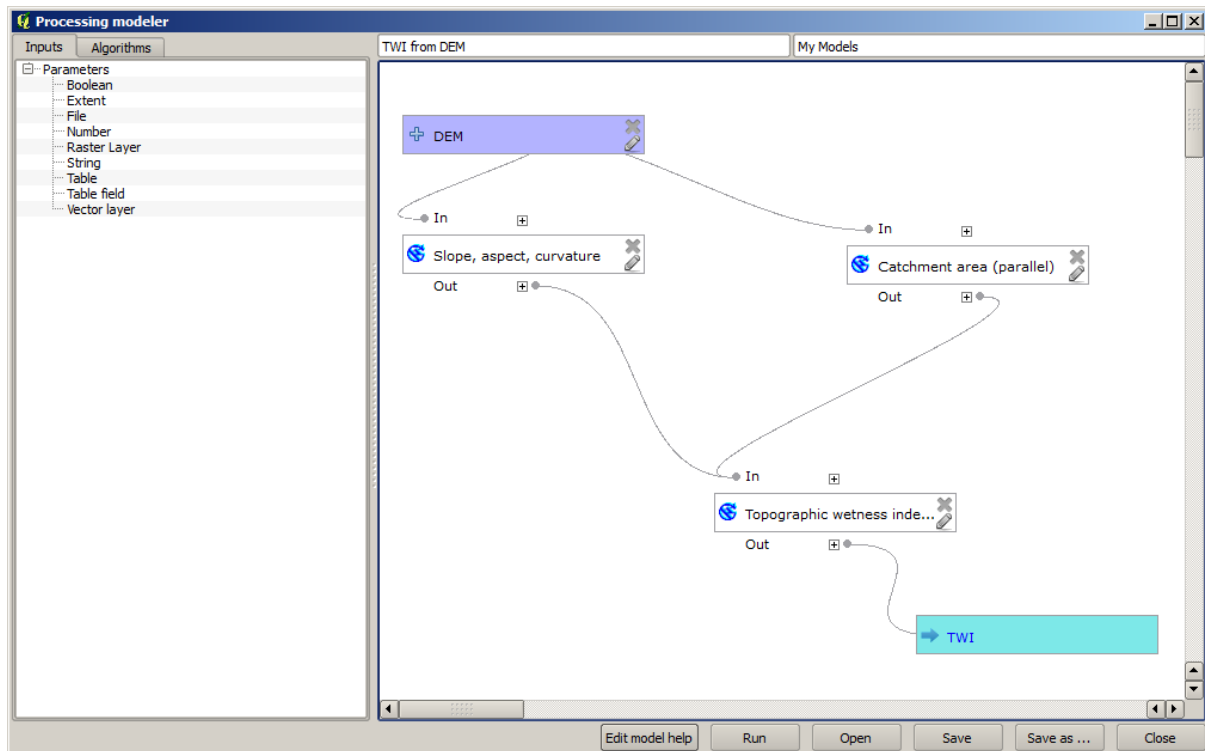 Processing modeler
Inputs
Algorithms
TWI from DEM
My Models
Parameters
Boolean
Extent
File
Number
Raster Layer
String
Table
Table field
Vector layer
DEM
In
Slope, aspect, curvature
Out
In
Catchment area (parallel)
Out
In
Topographic wetness inde...
Out
TWI
Edit model help
Run
Open
Save
Save as ...
Close